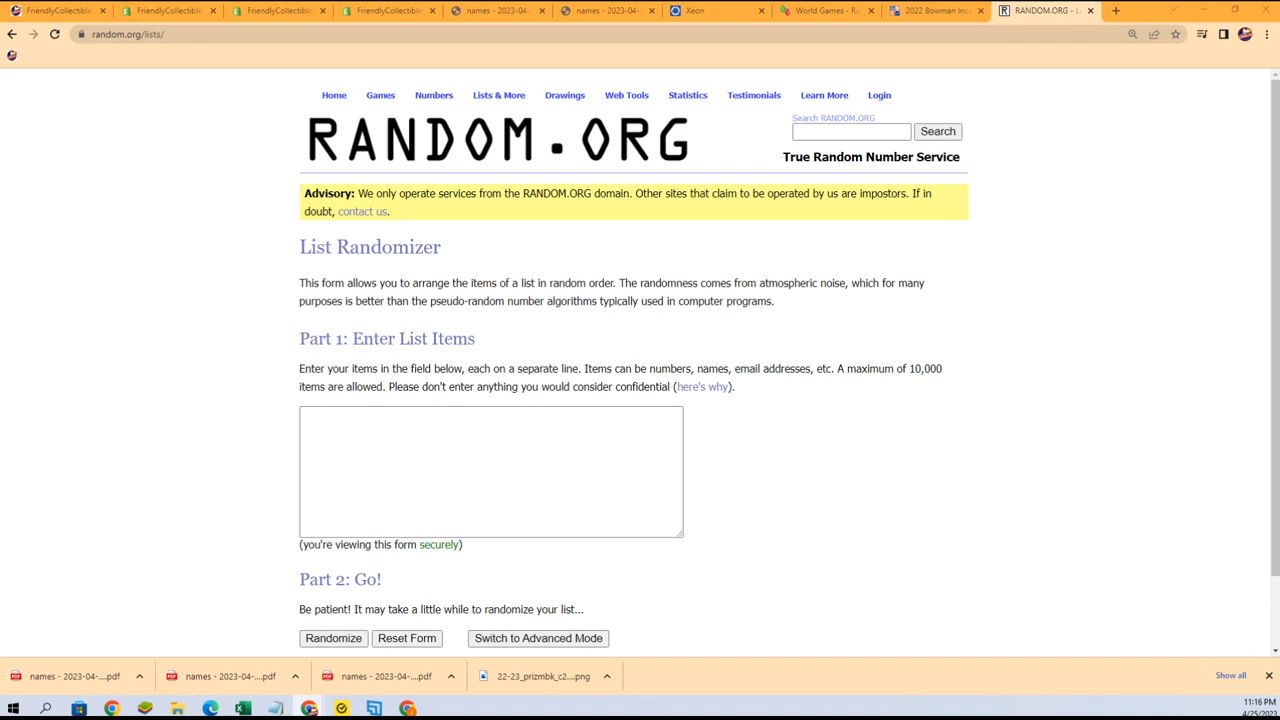 FriendlyCollectible
FriendlyCollectible
FriendlyCollectible
FriendlyCollectible
names - 2023-04-
names - 2023-04-
Xeon
World Games - R
2022 Bowman Inc
RANDOM.ORG - Li
random.org/lists/
Home Games Numbers Lists & More Drawings Web Tools Statistics Testimonials Learn More Login
RANDOM.ORG
Search RANDOM.ORG
Search
True Random Number Service
Advisory: We only operate services from the RANDOM.ORG domain. Other sites that claim to be operated by us are impostors. If in
doubt, contact us.
List Randomizer
This form allows you to arrange the items of a list in random order. The randomness comes from atmospheric noise, which for many
purposes is better than the pseudo-random number algorithms typically used in computer programs.
Part 1: Enter List Items
Enter your items in the field below, each on a separate line. Items can be numbers, names, email addresses, etc. A maximum of 10,000
items are allowed. Please don't enter anything you would consider confidential (here's why).
(you're viewing this form securely)
Part 2: Go!
Be patient! It may take a little while to randomize your list...
Randomize Reset Form Switch to Advanced Mode
names - 2023-04-....pdf
names - 2023-04-....pdf
names - 2023-04-....pdf
22-23_prizmbk_c2....png
Show all
11:16 PM
4/25/2023